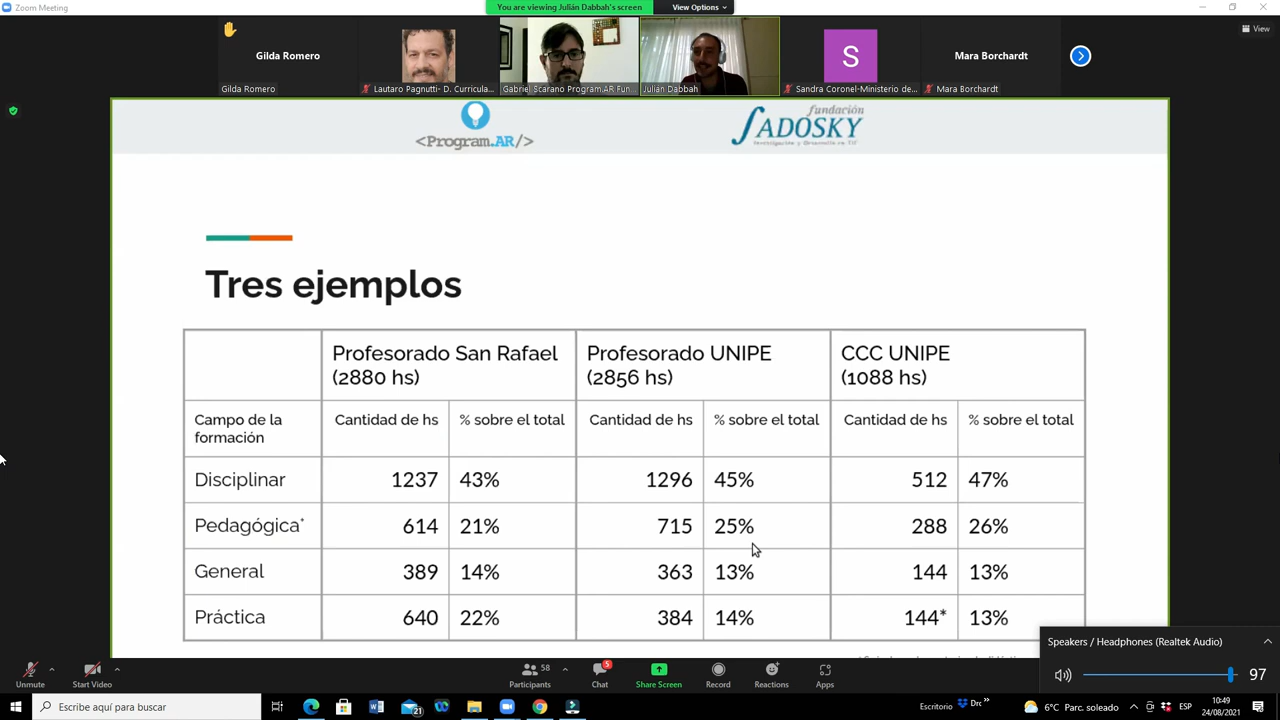 Zoom Meeting
You are viewing Julián Dabbah's screen
View Options
View
Gilda Romero
Gilda Romero
Lautaro Pagnutti- D. Curricula...
Gabriel Scarano Program.AR Fun...
Julián Dabbah
S
Sandra Coronel-Ministerio de...
Mara Borchardt
Mara Borchardt
<Program.AR/>
fundación
SADOSKY
Tres ejemplos
Profesorado San Rafael
(2880 hs)
Profesorado UNIPE
(2856 hs)
CCC UNIPE
(1088 hs)
Campo de la
formación
Cantidad de hs
% sobre el total
Cantidad de hs
% sobre el total
Cantidad de hs
% sobre el total
Disciplinar 1237 43% 1296 45% 512 47%
Pedagógica* 614 21% 715 25% 288 26%
General 389 14% 363 13% 144 13%
Práctica 640 22% 384 14% 144* 13%
Speakers / Headphones (Realtek Audio)
97
Unmute
Start Video
58
Participants
5
Chat
Share Screen
Record
Reactions
Apps
Escribe aquí para buscar
21
Escritorio
6°C Parc. soleado
ESP
10:49
24/08/2021